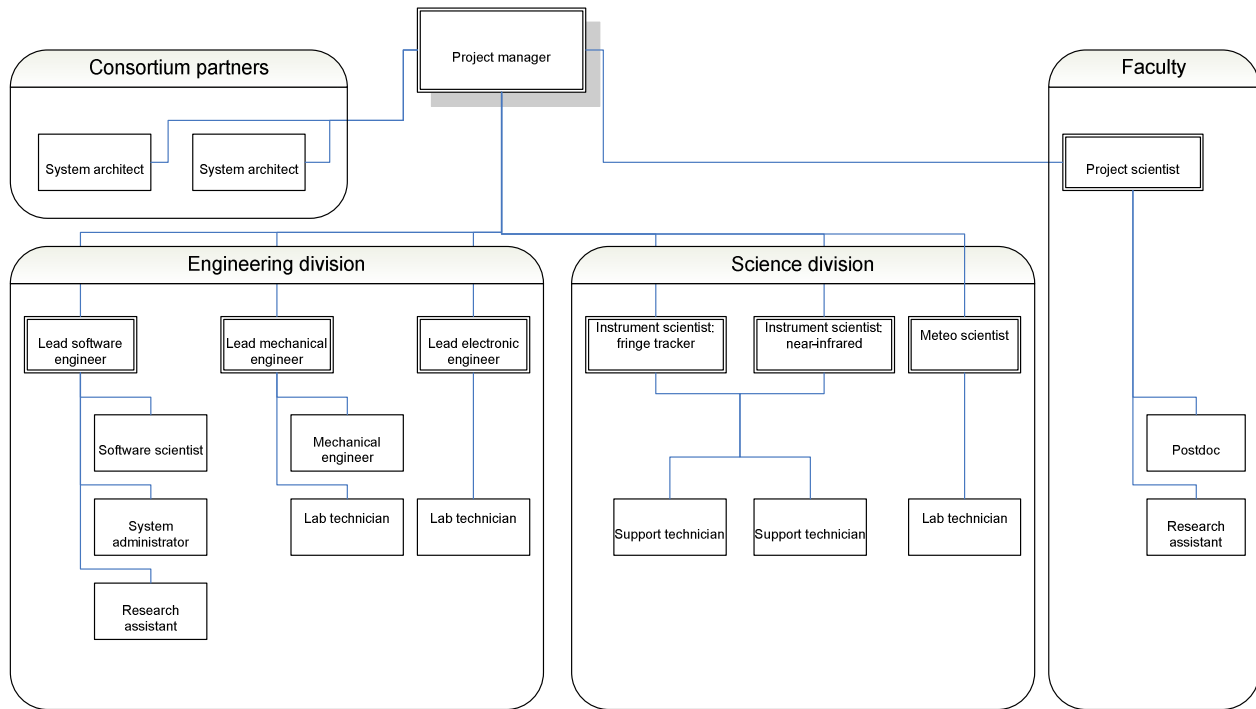 Project manager
Consortium partners
System architect
System architect
Faculty
Project scientist
Postdoc
Research
assistant
Engineering division
Lead software
engineer
Lead mechanical
engineer
Lead electronic
engineer
Software scientist
Mechanical
engineer
System
administrator
Lab technician
Lab technician
Research
assistant
Science division
Instrument scientist:
fringe tracker
Instrument scientist:
near-infrared
Meteo scientist
Support technician
Support technician
Lab technician